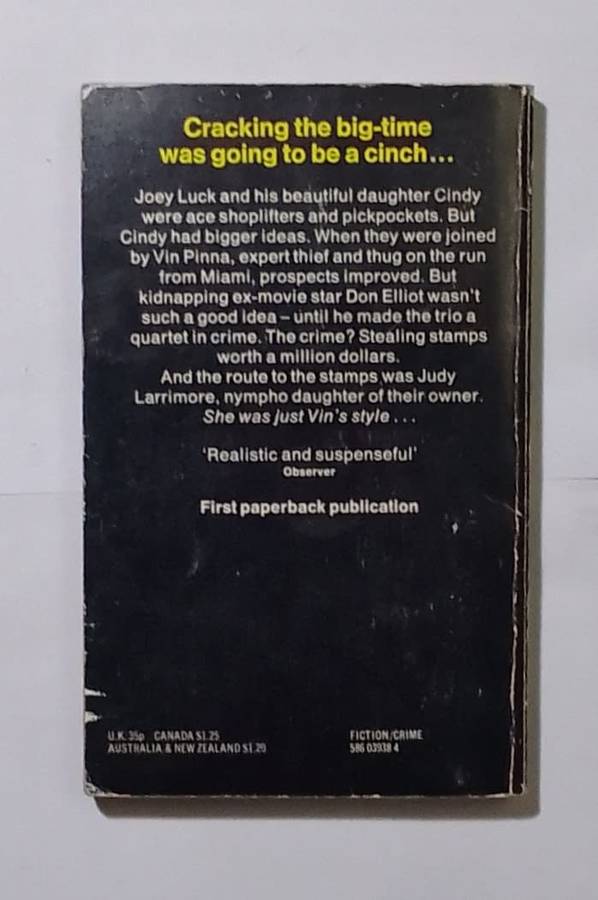 Cracking the big-time
was going to be a cinch...
Joey Luck and his beautiful daughter Cindy
were ace shoplifters and pickpockets. But
Cindy had bigger ideas. When they were joined
by Vin Pinna, expert thief and thug on the run
from Miami, prospects improved. But
kidnapping ex-movie star Don Elliot wasn't
such a good idea – until he made the trio a
quartet in crime. The crime? Stealing stamps
worth a million dollars.
And the route to the stamps was Judy
Larrimore, nympho daughter of their owner.
She was just Vin's style...
'Realistic and suspenseful'
Observer
First paperback publication
U.K. 35p CANADA $1.25
AUSTRALIA & NEW ZEALAND $1.20
FICTION/CRIME
586 03938 4